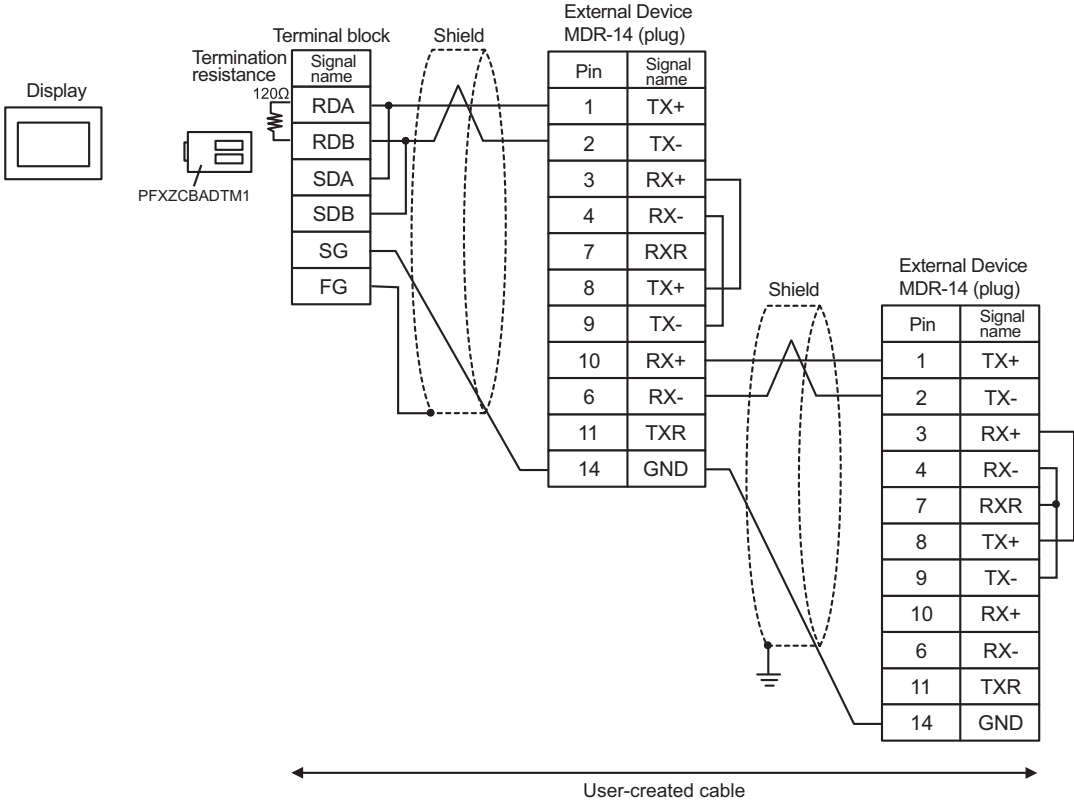 Display
PFXZCBADTM1
Termination
resistance
120Ω
Terminal block
Signal
name
RDA
RDB
SDA
SDB
SG
FG
Shield
External Device
MDR-14 (plug)
Pin Signal
name
1 TX+
2 TX-
3 RX+
4 RX-
7 RXR
8 TX+
9 TX-
10 RX+
6 RX-
11 TXR
14 GND
Shield
External Device
MDR-14 (plug)
Pin Signal
name
1 TX+
2 TX-
3 RX+
4 RX-
7 RXR
8 TX+
9 TX-
10 RX+
6 RX-
11 TXR
14 GND
User-created cable